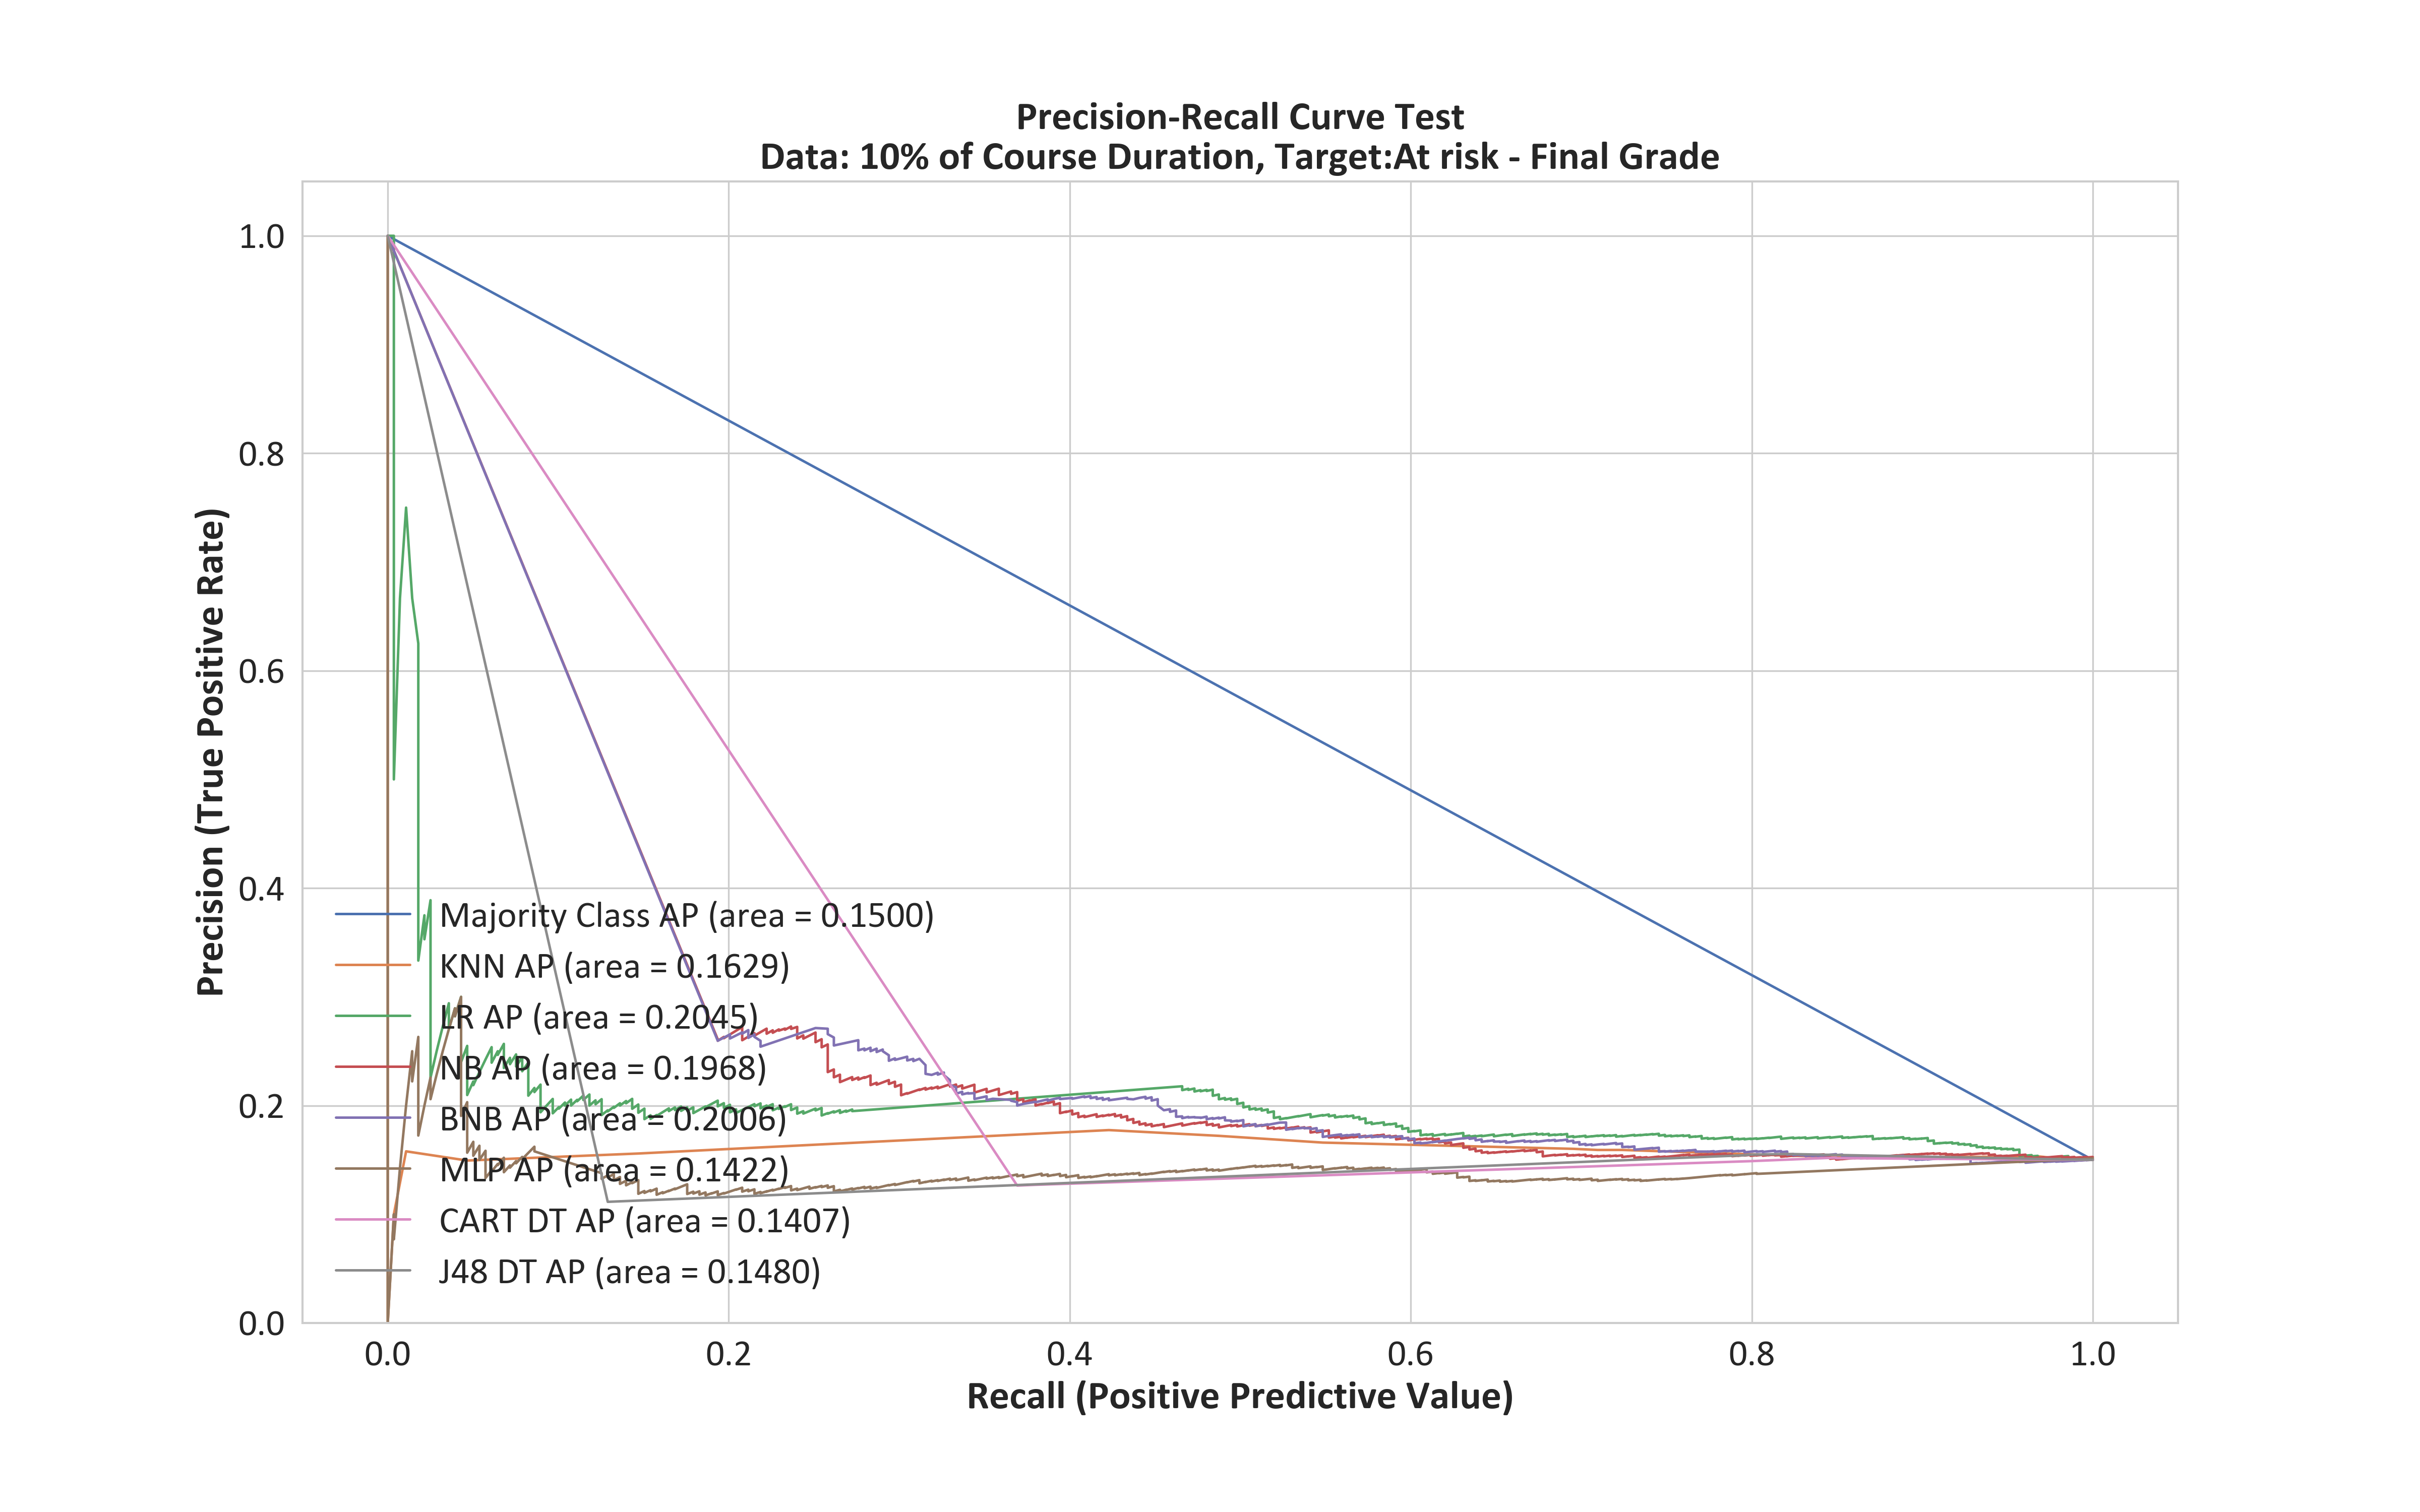 Precision-Recall Curve Test
Data: 10% of Course Duration, Target:At risk - Final Grade
Precision (True Positive Rate)
1.0
0.8
0.6
0.4
0.2
0.0
Majority Class AP (area = 0.1500)
KNN AP (area = 0.1629)
LR AP (area = 0.2045)
NB AP (area = 0.1968)
BNB AP (area = 0.2006)
MLP AP (area = 0.1422)
CART DT AP (area = 0.1407)
J48 DT AP (area = 0.1480)
0.0 0.2 0.4 0.6 0.8 1.0
Recall (Positive Predictive Value)